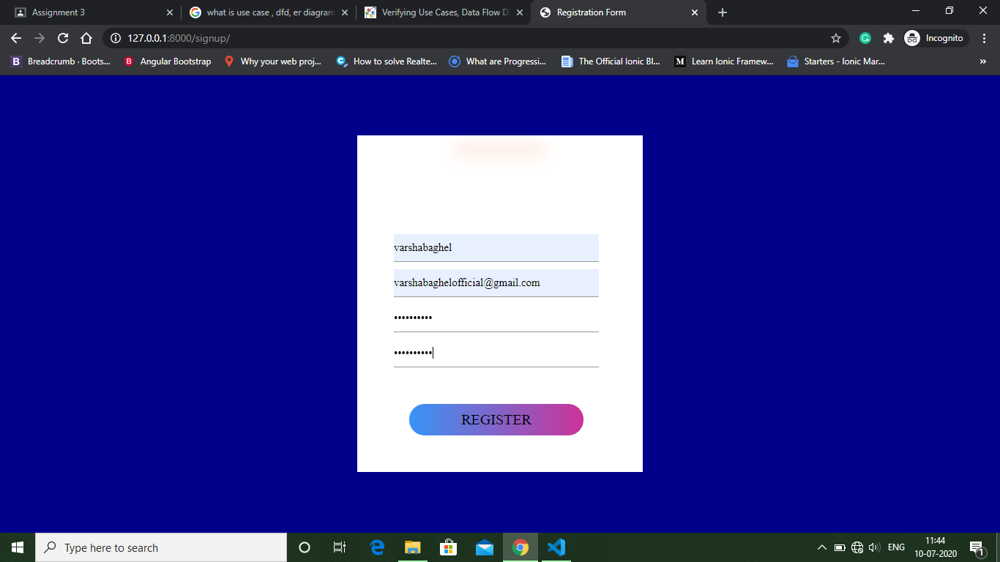 Assignment 3
what is use case , dfd, er diagram
Verifying Use Cases, Data Flow D
Registration Form
127.0.0.1:8000/signup/
Incognito
Breadcrumb · Boots...
Angular Bootstrap
Why your web proj...
How to solve Realte...
What are Progressi...
The Official Ionic Bl...
Learn Ionic Framew...
Starters - Ionic Mar...
»
varshabaghel
varshabaghelofficial@gmail.com
••••••••••
••••••••••
REGISTER
Type here to search
ENG
11:44
10-07-2020
1